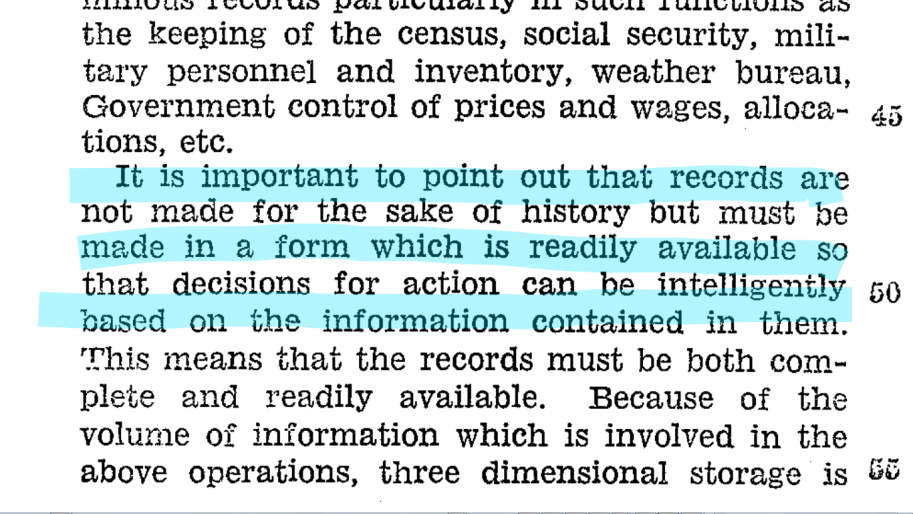 minous records particularly in such functions as
the keeping of the census, social security, mili-
tary personnel and inventory, weather bureau,
Government control of prices and wages, alloca- 45
tions, etc.
It is important to point out that records are
not made for the sake of history but must be
made in a form which is readily available so
that decisions for action can be intelligently 50
based on the information contained in them.
This means that the records must be both com-
plete and readily available. Because of the
volume of information which is involved in the
above operations, three dimensional storage is 55